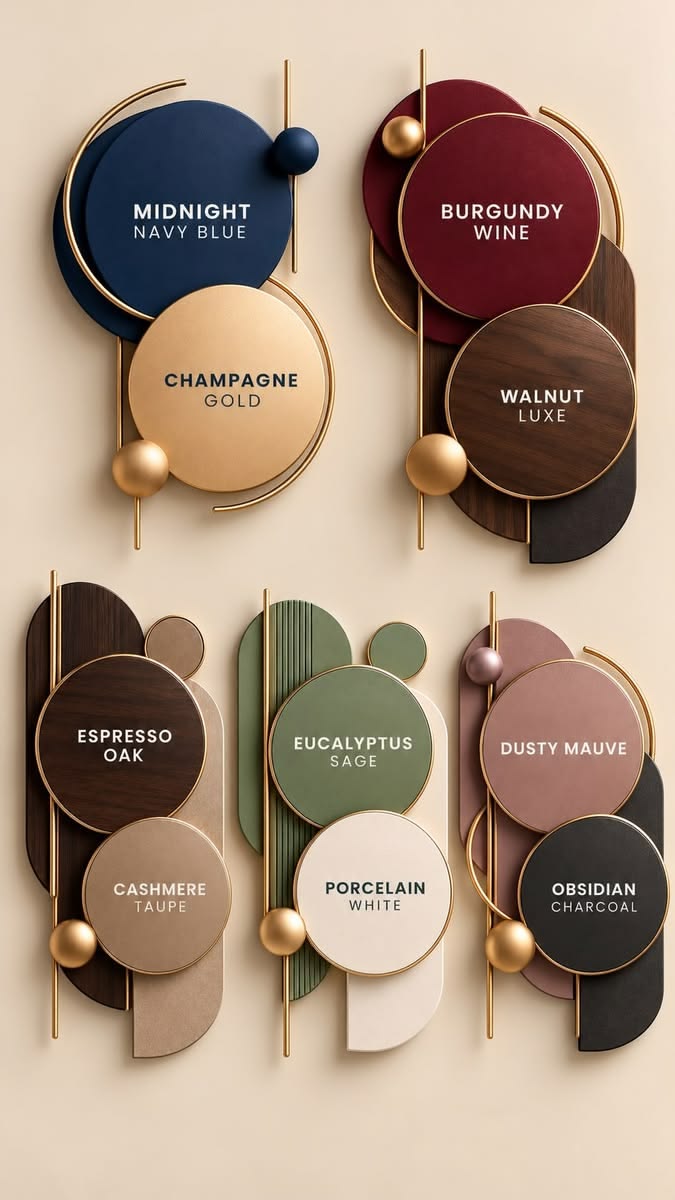 MIDNIGHT
NAVY BLUE
CHAMPAGNE
GOLD
BURGUNDY
WINE
WALNUT
LUXE
ESPRESSO
OAK
CASHMERE
TAUPE
EUCALYPTUS
SAGE
PORCELAIN
WHITE
DUSTY MAUVE
OBSIDIAN
CHARCOAL